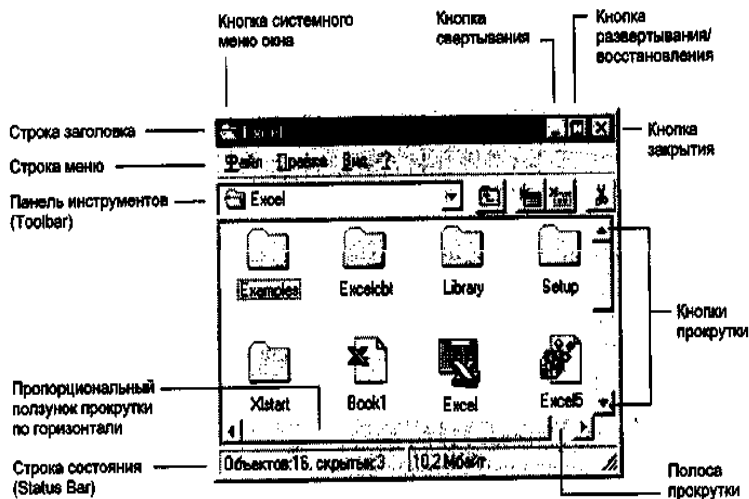 Кнопка системного
меню окна
Кнопка
свертывания
Кнопка
развертывания/
восстановления
Строка заголовка
Excel
Кнопка
закрытия
Строка меню
Файл Правка Вид ?
Панель инструментов
(Toolbar)
Excel
Examples Excelcbt Library Setup
Кнопки
прокрутки
Xlstart Book1 Excel Excel5
Пропорциональный
ползунок прокрутки
по горизонтали
Строка состояния
(Status Bar)
Объектов:16, скрытых:3 10,2 Мбайт
Полоса
прокрутки